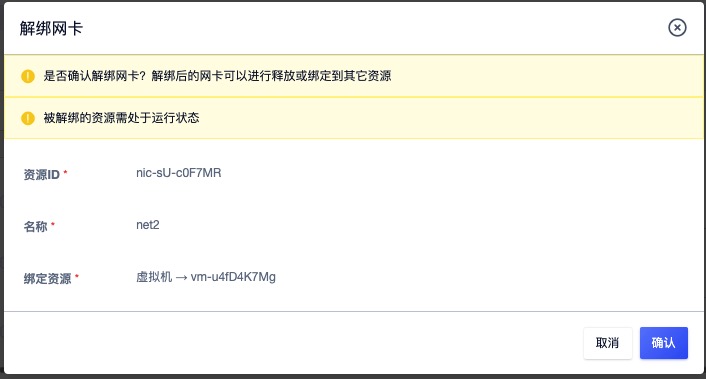 解绑网卡
是否确认解绑网卡？解绑后的网卡可以进行释放或绑定到其它资源
被解绑的资源需处于运行状态
资源ID * nic-sU-c0F7MR
名称 * net2
绑定资源 * 虚拟机 → vm-u4fD4K7Mg
取消 确认